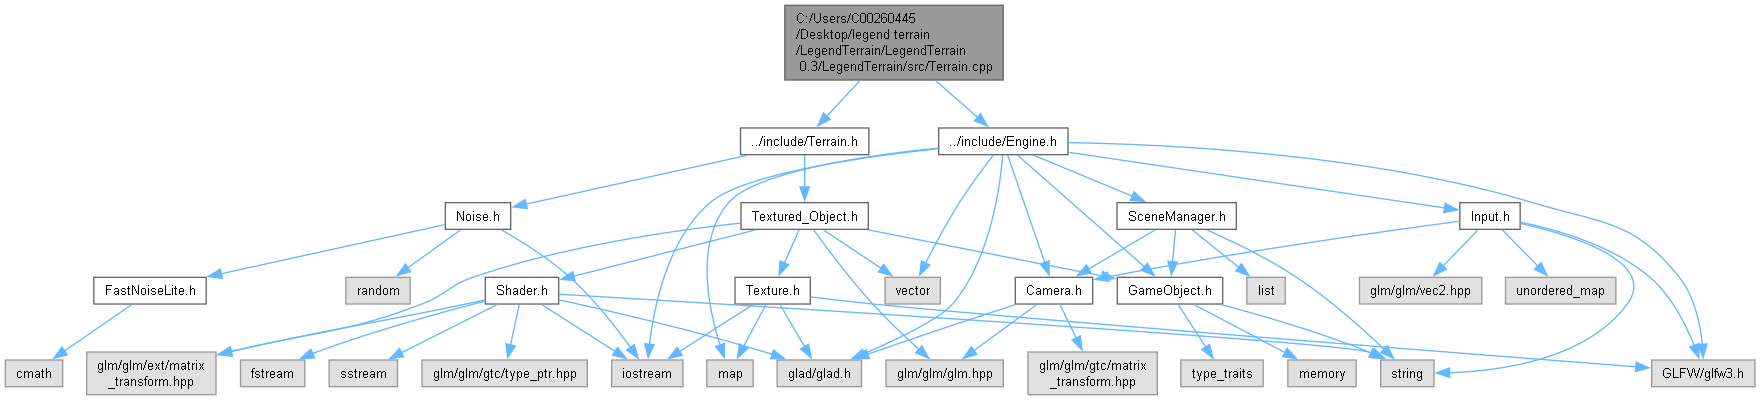 C:/Users/C00260445
/Desktop/legend terrain
/LegendTerrain/LegendTerrain
0.3/LegendTerrain/src/Terrain.cpp
../include/Terrain.h
../include/Engine.h
Noise.h
Textured_Object.h
SceneManager.h
Input.h
FastNoiseLite.h
random
Shader.h
Texture.h
vector
Camera.h
GameObject.h
list
glm/glm/vec2.hpp
unordered_map
cmath
glm/glm/ext/matrix
_transform.hpp
fstream
sstream
glm/glm/gtc/type_ptr.hpp
iostream
map
glad/glad.h
glm/glm/glm.hpp
glm/glm/gtc/matrix
_transform.hpp
type_traits
memory
string
GLFW/glfw3.h